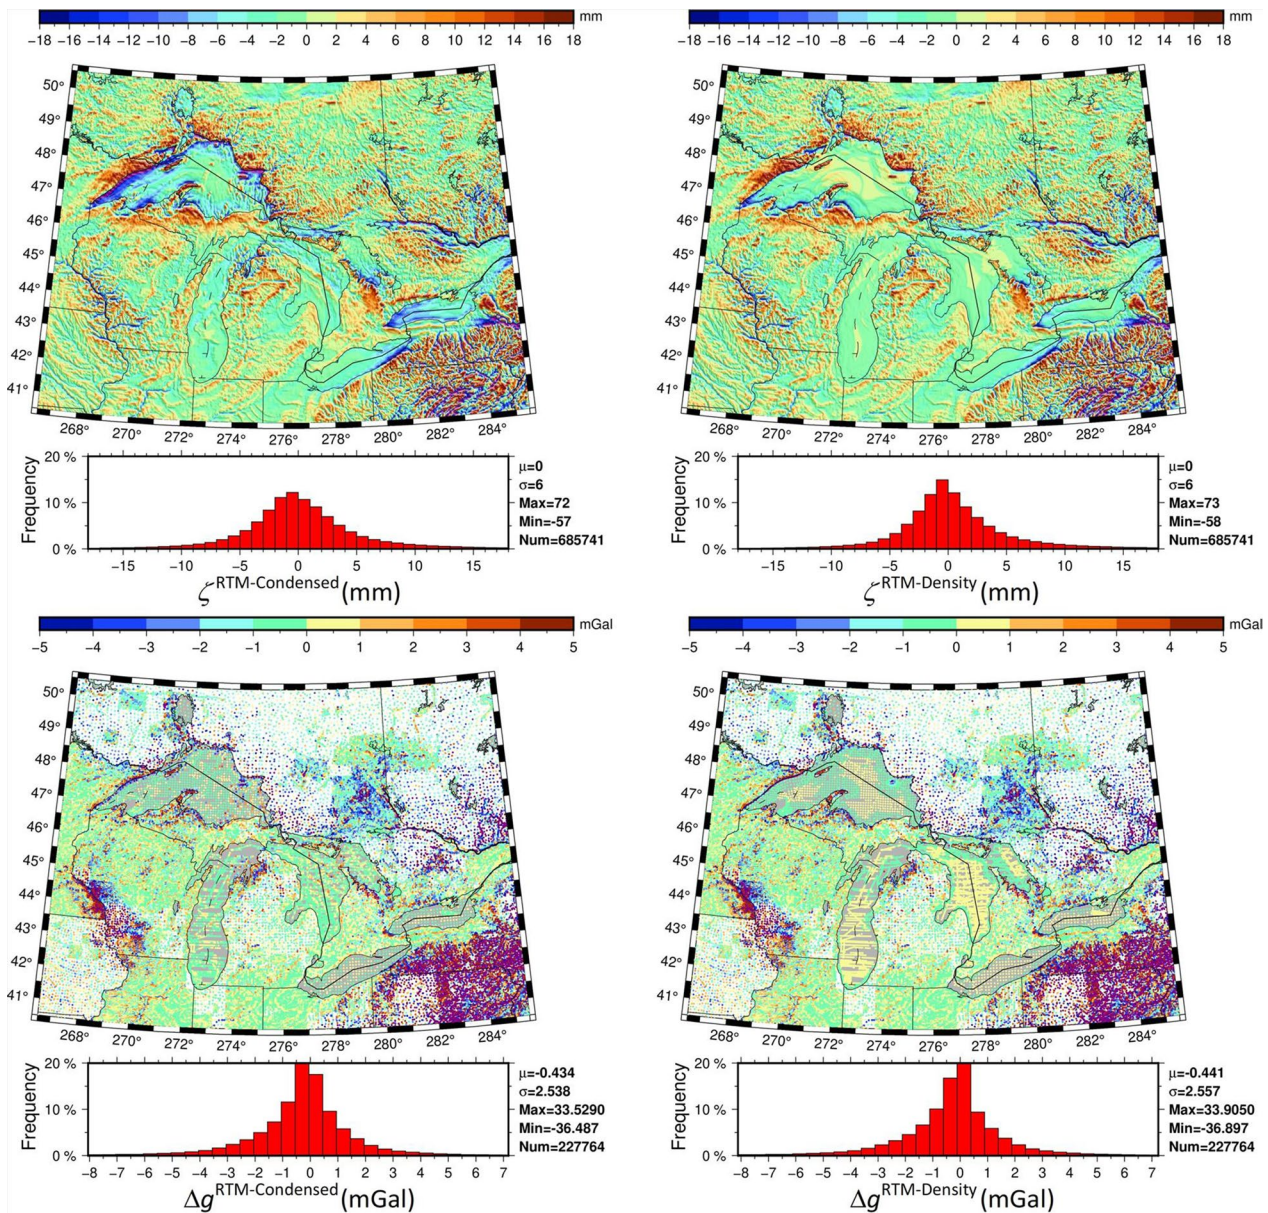 mm
−18 −16 −14 −12 −10 −8 −6 −4 −2 0 2 4 6 8 10 12 14 16 18
50°
49°
48°
47°
46°
45°
44°
43°
42°
41°
268° 270° 272° 274° 276° 278° 280° 282° 284°
20 %
10 %
0 %
Frequency
μ=0
σ=6
Max=72
Min=-57
Num=685741
−15 −10 −5 0 5 10 15
ζ RTM-Condensed (mm)
mm
−18 −16 −14 −12 −10 −8 −6 −4 −2 0 2 4 6 8 10 12 14 16 18
50°
49°
48°
47°
46°
45°
44°
43°
42°
41°
268° 270° 272° 274° 276° 278° 280° 282° 284°
20 %
10 %
0 %
Frequency
μ=0
σ=6
Max=73
Min=-58
Num=685741
−15 −10 −5 0 5 10 15
ζ RTM-Density (mm)
mGal
−5 −4 −3 −2 −1 0 1 2 3 4 5
50°
49°
48°
47°
46°
45°
44°
43°
42°
41°
268° 270° 272° 274° 276° 278° 280° 282° 284°
20 %
10 %
0 %
Frequency
μ=-0.434
σ=2.538
Max=33.5290
Min=-36.487
Num=227764
−8 −7 −6 −5 −4 −3 −2 −1 0 1 2 3 4 5 6 7
Δg RTM-Condensed (mGal)
mGal
−5 −4 −3 −2 −1 0 1 2 3 4 5
50°
49°
48°
47°
46°
45°
44°
43°
42°
41°
268° 270° 272° 274° 276° 278° 280° 282° 284°
20 %
10 %
0 %
Frequency
μ=-0.441
σ=2.557
Max=33.9050
Min=-36.897
Num=227764
−8 −7 −6 −5 −4 −3 −2 −1 0 1 2 3 4 5 6 7
Δg RTM-Density (mGal)